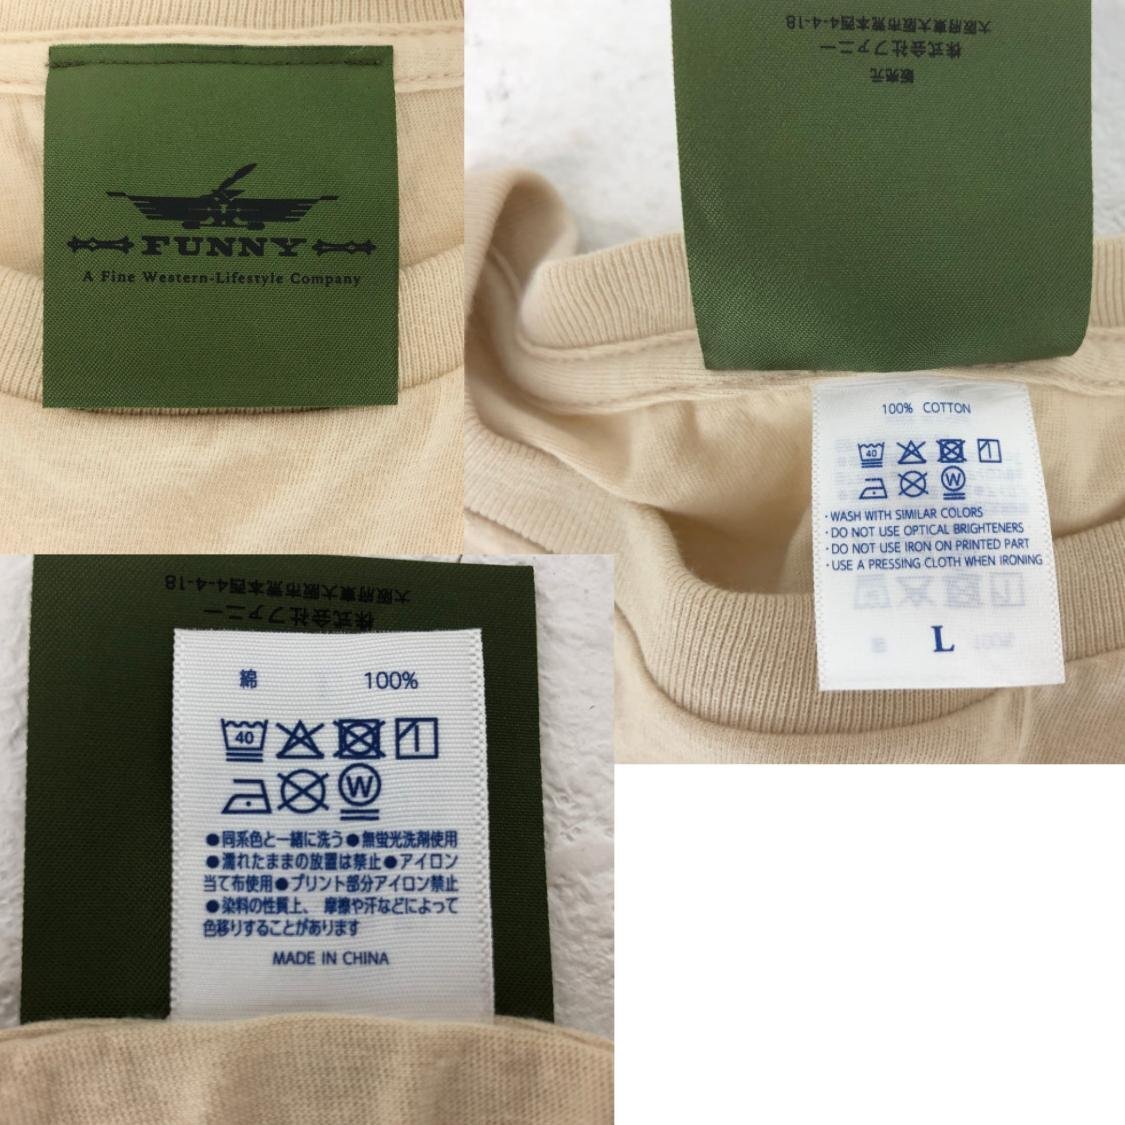 FUNNY
A Fine Western-Lifestyle Company
販売元
株式会社ファニー
大阪府東大阪市荒本西4-4-18
100% COTTON
40
W
・WASH WITH SIMILAR COLORS
・DO NOT USE OPTICAL BRIGHTENERS
・DO NOT USE IRON ON PRINTED PART
・USE A PRESSING CLOTH WHEN IRONING
L
大阪府東大阪市荒本西4-4-18
株式会社ファニー
綿 100%
40
W
●同系色と一緒に洗う●無蛍光洗剤使用
●濡れたままの放置は禁止●アイロン
当て布使用●プリント部分アイロン禁止
●染料の性質上、摩擦や汗などによって
色移りすることがあります
MADE IN CHINA